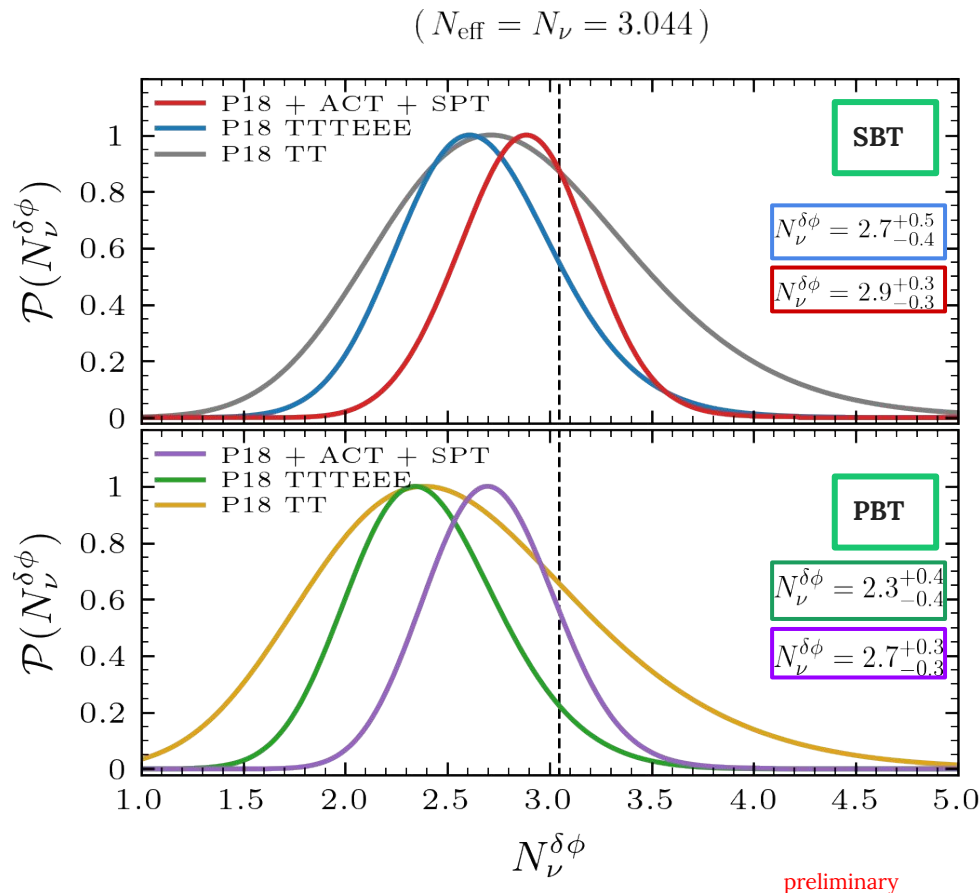 ( N_eff = N_ν = 3.044 )
P18 + ACT + SPT
P18 TTTEEE
P18 TT
SBT
N_ν^{δϕ} = 2.7^{+0.5}_{-0.4}
N_ν^{δϕ} = 2.9^{+0.3}_{-0.3}
𝒫(N_ν^{δϕ})
1
0.8
0.6
0.4
0.2
0
P18 + ACT + SPT
P18 TTTEEE
P18 TT
PBT
N_ν^{δϕ} = 2.3^{+0.4}_{-0.4}
N_ν^{δϕ} = 2.7^{+0.3}_{-0.3}
𝒫(N_ν^{δϕ})
1
0.8
0.6
0.4
0.2
0
1.0 1.5 2.0 2.5 3.0 3.5 4.0 4.5 5.0
N_ν^{δϕ}
preliminary